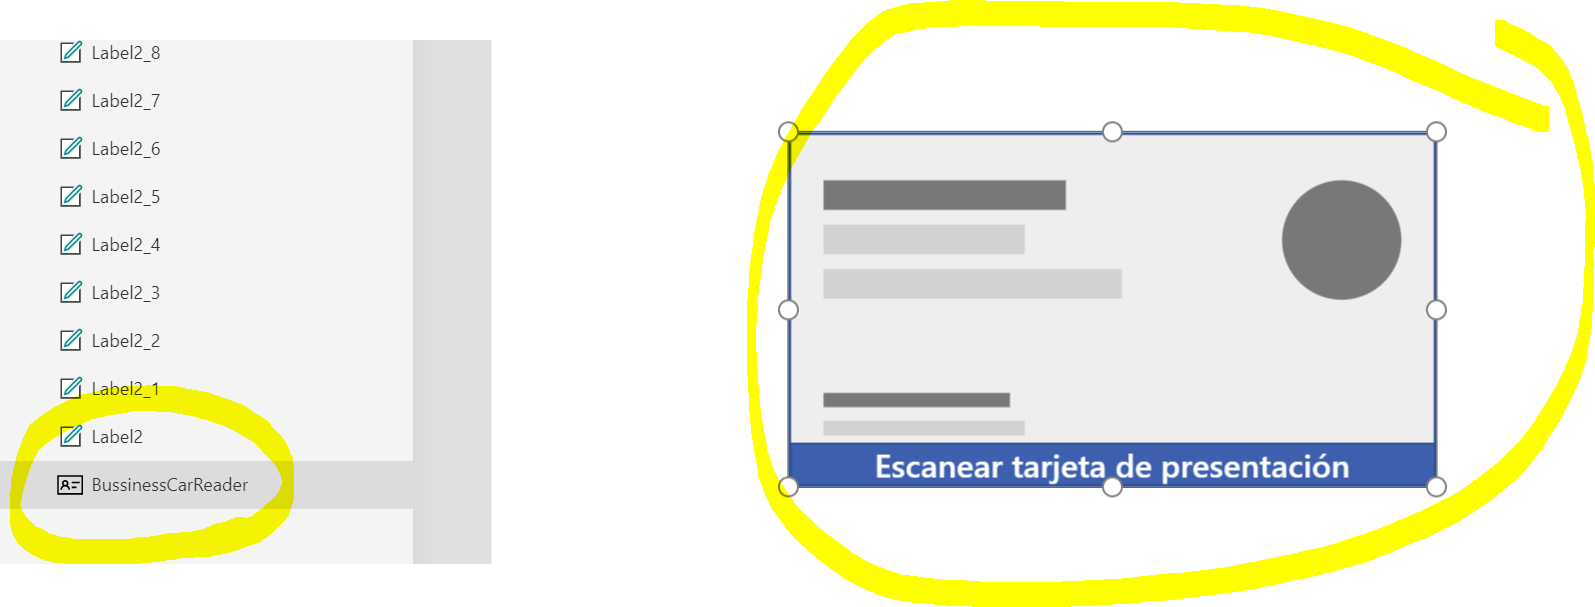 Label2_8
Label2_7
Label2_6
Label2_5
Label2_4
Label2_3
Label2_2
Label2_1
Label2
BussinessCarReader
Escanear tarjeta de presentación